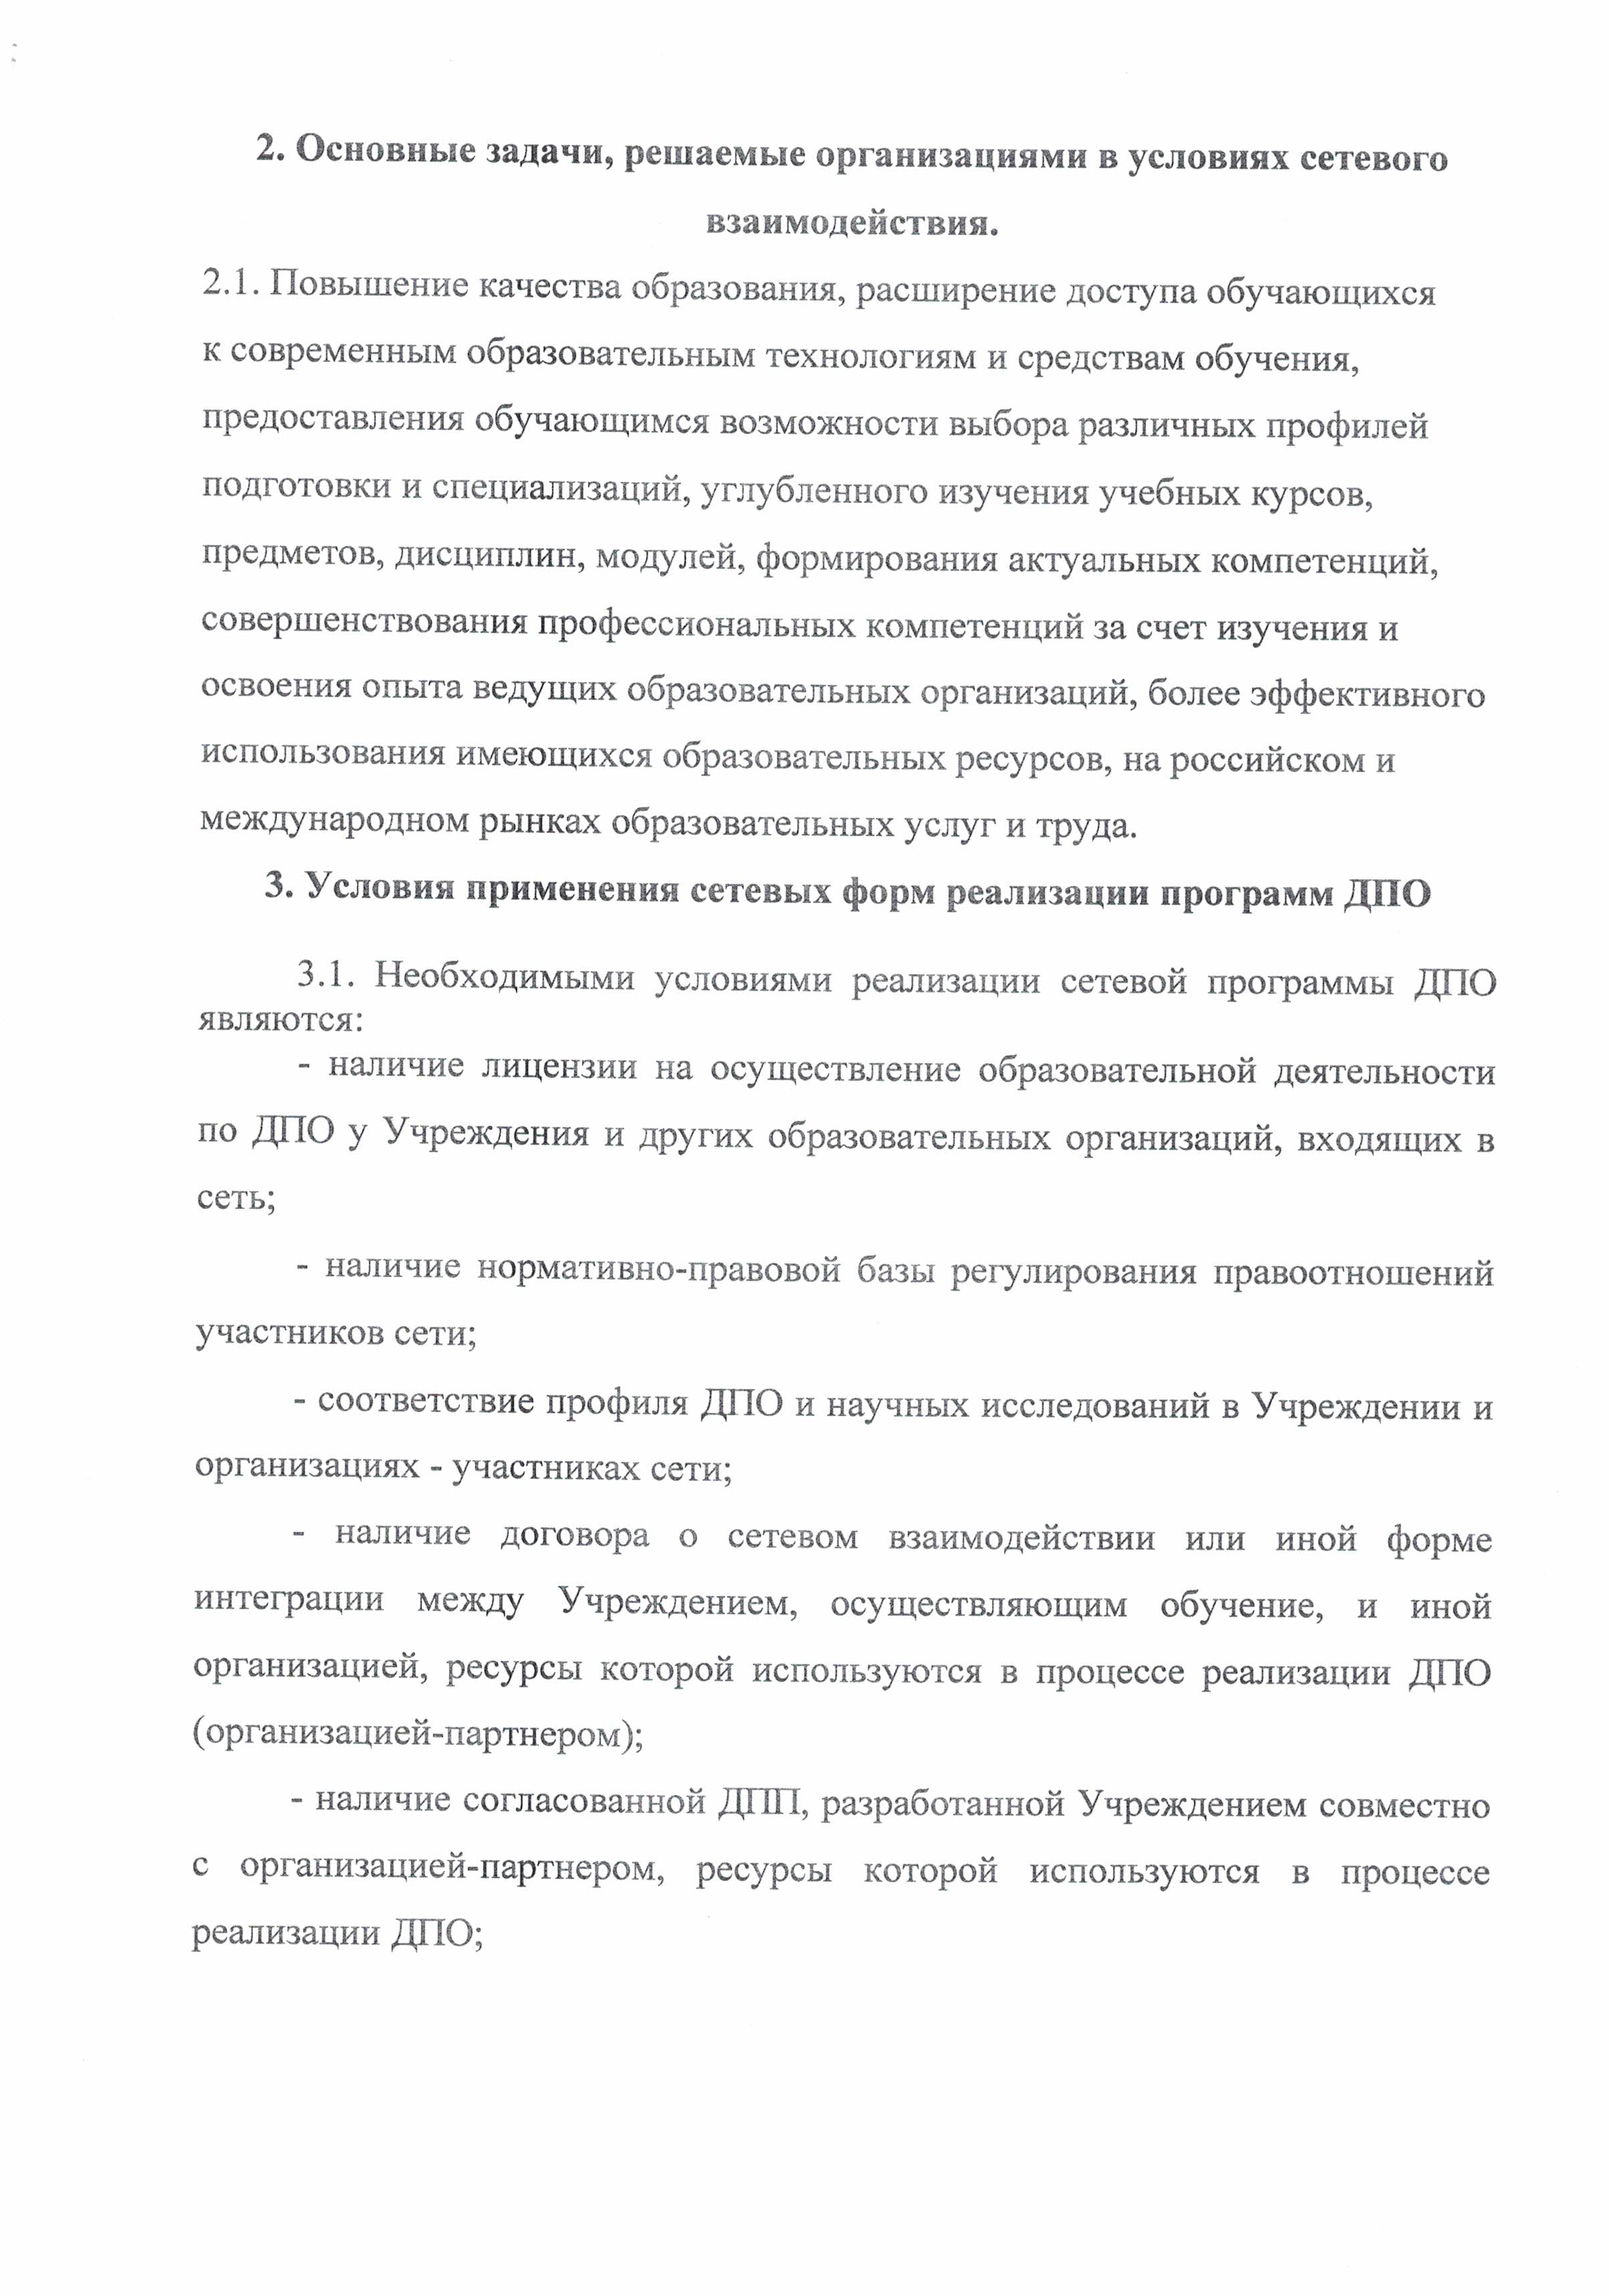 2. Основные задачи, решаемые организациями в условиях сетевого
взаимодействия.
2.1. Повышение качества образования, расширение доступа обучающихся
к современным образовательным технологиям и средствам обучения,
предоставления обучающимся возможности выбора различных профилей
подготовки и специализаций, углубленного изучения учебных курсов,
предметов, дисциплин, модулей, формирования актуальных компетенций,
совершенствования профессиональных компетенций за счет изучения и
освоения опыта ведущих образовательных организаций, более эффективного
использования имеющихся образовательных ресурсов, на российском и
международном рынках образовательных услуг и труда.
3. Условия применения сетевых форм реализации программ ДПО
3.1. Необходимыми условиями реализации сетевой программы ДПО
являются:
- наличие лицензии на осуществление образовательной деятельности
по ДПО у Учреждения и других образовательных организаций, входящих в
сеть;
- наличие нормативно-правовой базы регулирования правоотношений
участников сети;
- соответствие профиля ДПО и научных исследований в Учреждении и
организациях - участниках сети;
- наличие договора о сетевом взаимодействии или иной форме
интеграции между Учреждением, осуществляющим обучение, и иной
организацией, ресурсы которой используются в процессе реализации ДПО
(организацией-партнером);
- наличие согласованной ДПП, разработанной Учреждением совместно
с организацией-партнером, ресурсы которой используются в процессе
реализации ДПО;